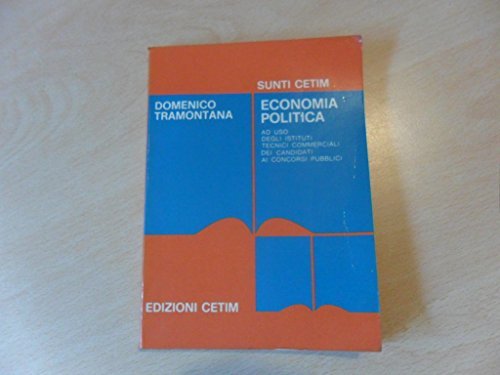 SUNTI CETIM
DOMENICO
TRAMONTANA
ECONOMIA
POLITICA
AD USO
DEGLI ISTITUTI
TECNICI COMMERCIALI
DEI CANDIDATI
AI CONCORSI PUBBLICI
EDIZIONI CETIM